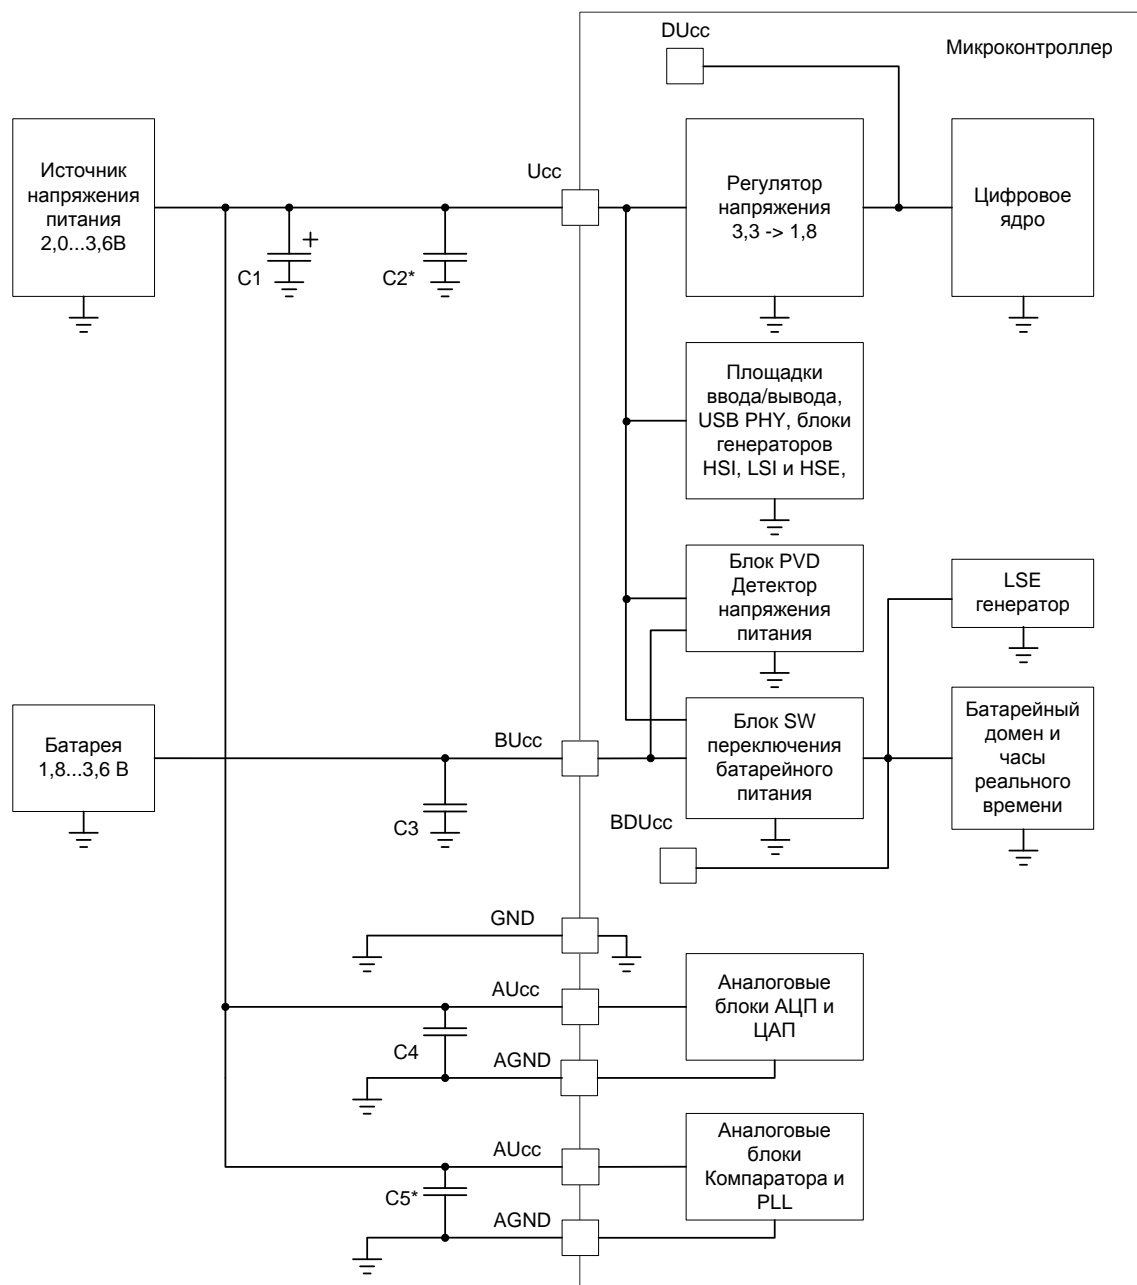 DUcc
Микроконтроллер
Источник
напряжения
питания
2,0...3,6В
Ucc
Регулятор
напряжения
3,3 -> 1,8
Цифровое
ядро
C1
+
C2*
Площадки
ввода/вывода,
USB PHY, блоки
генераторов
HSI, LSI и HSE,
Блок PVD
Детектор
напряжения
питания
LSE
генератор
Батарея
1,8...3,6 В
BUcc
Блок SW
переключения
батарейного
питания
Батарейный
домен и
часы
реального
времени
C3
BDUcc
GND
AUcc
Аналоговые
блоки АЦП и
ЦАП
C4
AGND
AUcc
Аналоговые
блоки
Компаратора и
PLL
C5*
AGND